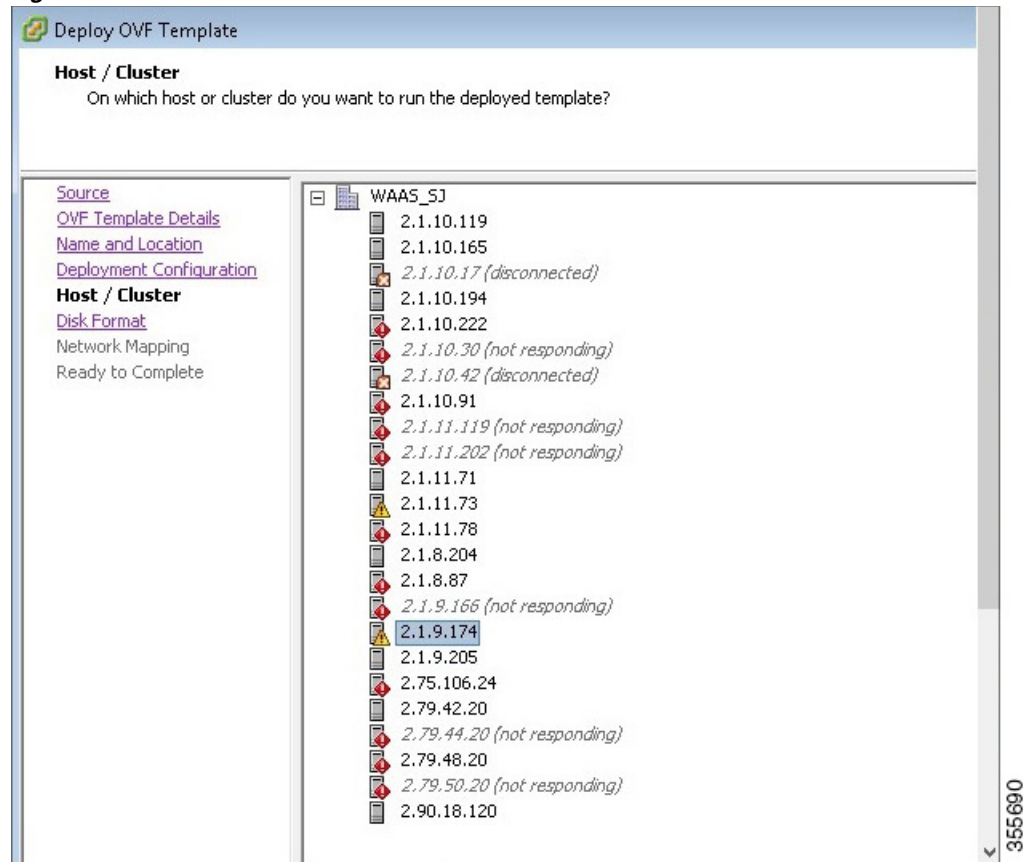 Deploy OVF Template
Host / Cluster
On which host or cluster do you want to run the deployed template?
Source
OVF Template Details
Name and Location
Deployment Configuration
Host / Cluster
Disk Format
Network Mapping
Ready to Complete
WAAS_SJ
2.1.10.119
2.1.10.165
2.1.10.17 (disconnected)
2.1.10.194
2.1.10.222
2.1.10.30 (not responding)
2.1.10.42 (disconnected)
2.1.10.91
2.1.11.119 (not responding)
2.1.11.202 (not responding)
2.1.11.71
2.1.11.73
2.1.11.78
2.1.8.204
2.1.8.87
2.1.9.166 (not responding)
2.1.9.174
2.1.9.205
2.75.106.24
2.79.42.20
2.79.44.20 (not responding)
2.79.48.20
2.79.50.20 (not responding)
2.90.18.120
355690